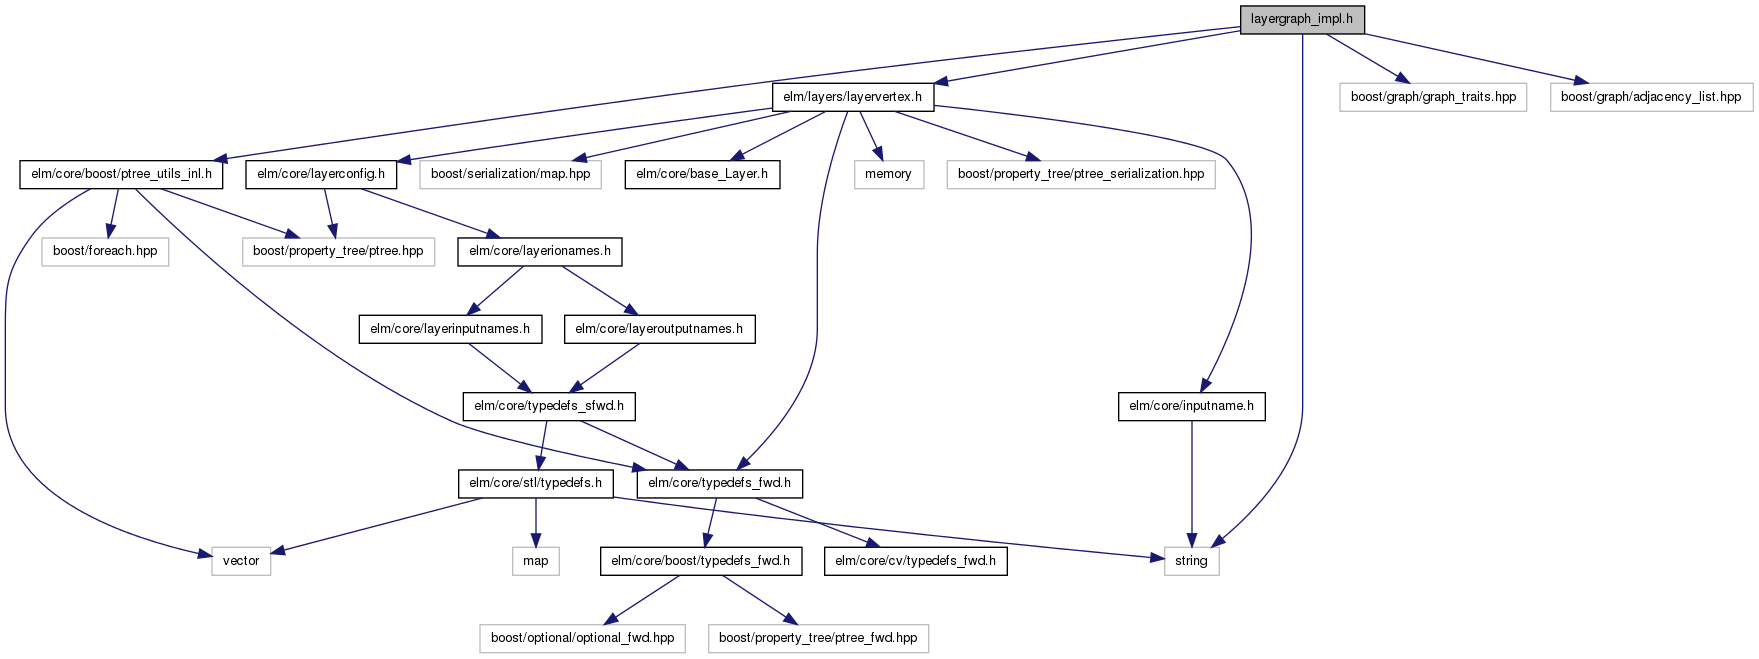 layergraph_impl.h
elm/layers/layervertex.h
boost/graph/graph_traits.hpp
boost/graph/adjacency_list.hpp
elm/core/boost/ptree_utils_inl.h
elm/core/layerconfig.h
boost/serialization/map.hpp
elm/core/base_Layer.h
memory
boost/property_tree/ptree_serialization.hpp
boost/foreach.hpp
boost/property_tree/ptree.hpp
elm/core/layerionames.h
elm/core/layerinputnames.h
elm/core/layeroutputnames.h
elm/core/typedefs_sfwd.h
elm/core/inputname.h
elm/core/stl/typedefs.h
elm/core/typedefs_fwd.h
vector
map
elm/core/boost/typedefs_fwd.h
elm/core/cv/typedefs_fwd.h
string
boost/optional/optional_fwd.hpp
boost/property_tree/ptree_fwd.hpp